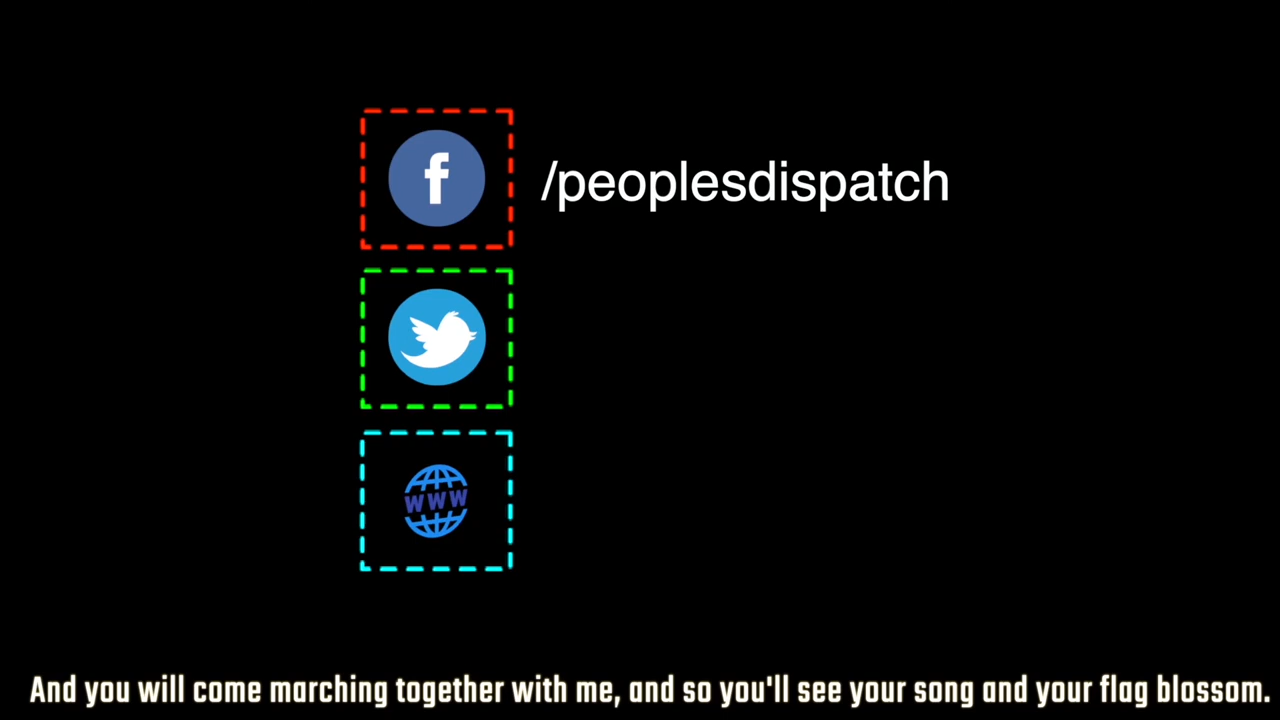 f
/peoplesdispatch
WWW
And you will come marching together with me, and so you'll see your song and your flag blossom.